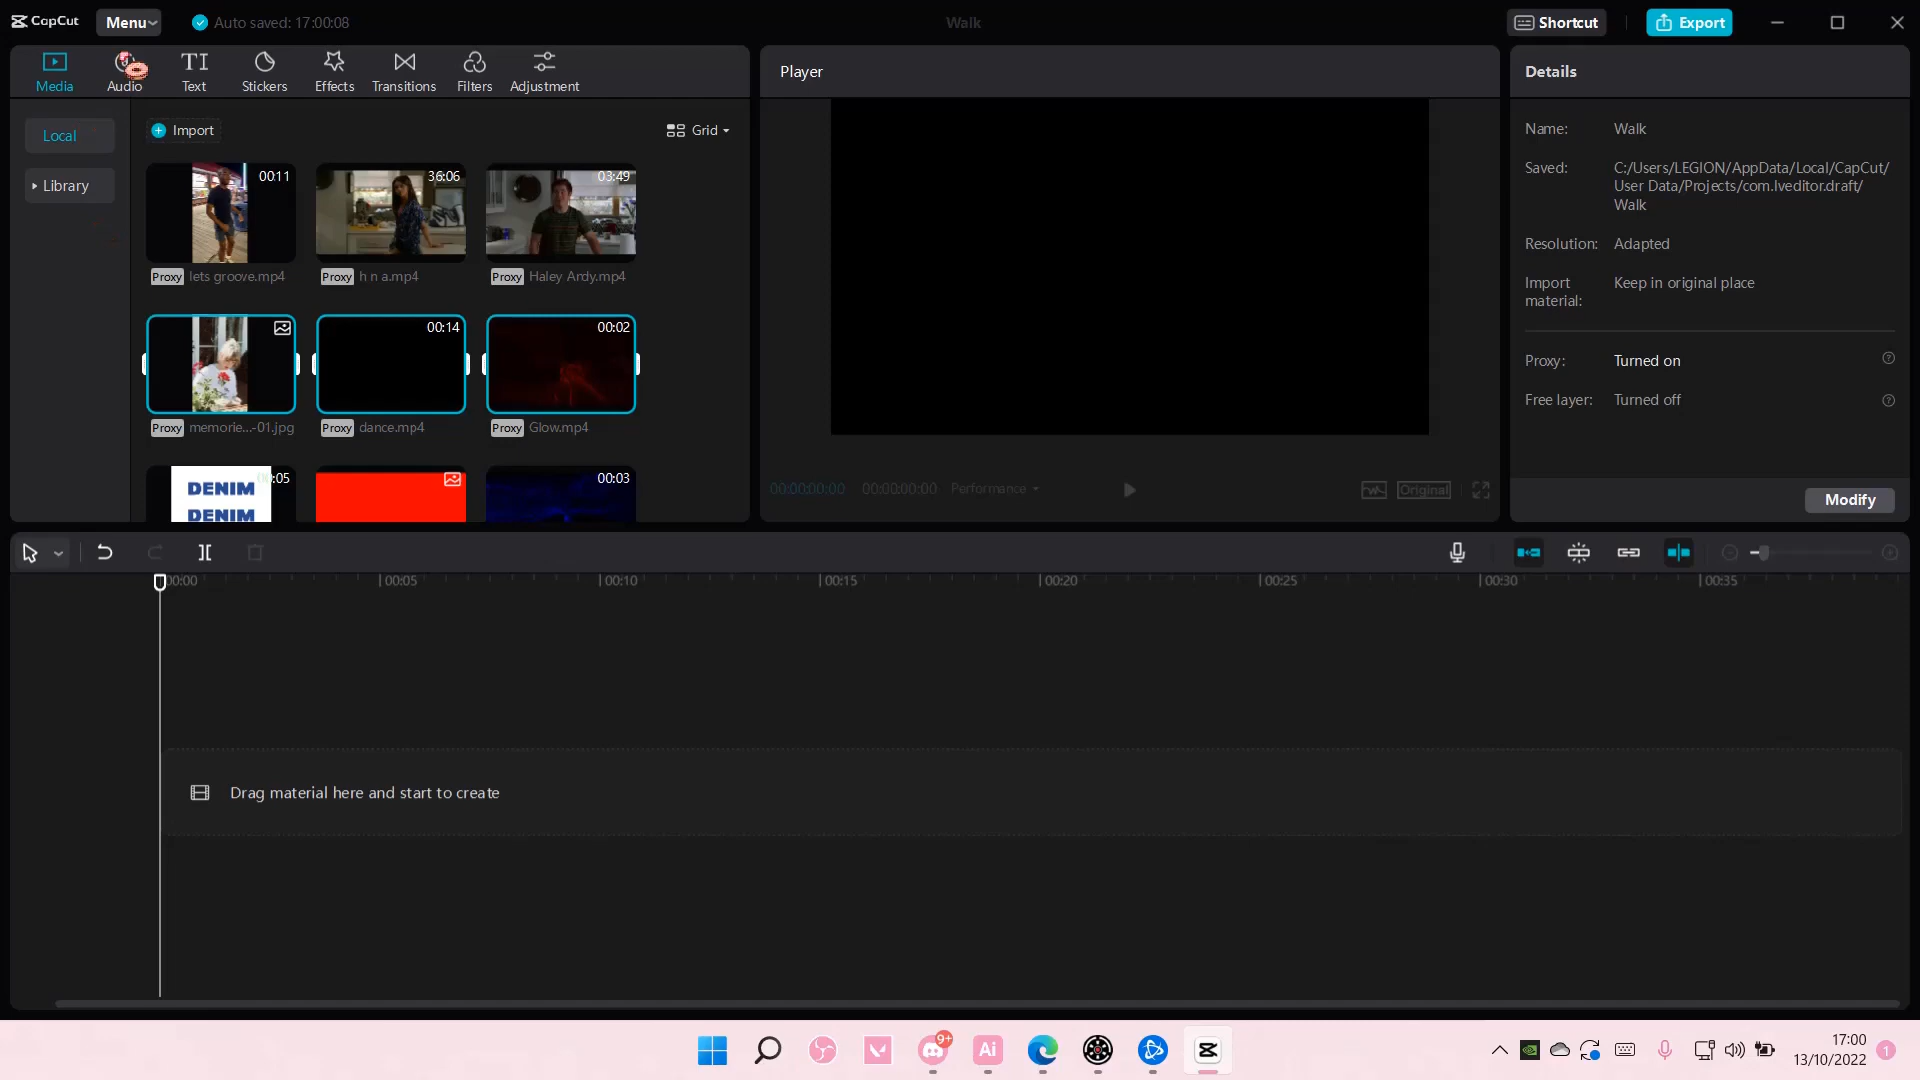 CapCut
Menu
Auto saved: 17:00:08
Walk
Shortcut
Export
Media
Audio
Text
Stickers
Effects
Transitions
Filters
Adjustment
Local
Library
Import
Grid
00:11
36:06
03:49
Proxy lets groove.mp4
Proxy h n a.mp4
Proxy Haley Andy.mp4
00:14
00:02
Proxy memorie...-01.jpg
Proxy dance.mp4
Proxy Glow.mp4
DENIM
DENIM
:05
00:03
Player
00:00:00:00
00:00:00:00
Performance
Original
Details
Name: Walk
Saved: C:/Users/LEGION/AppData/Local/CapCut/
User Data/Projects/com.lveditor.draft/
Walk
Resolution: Adapted
Import Keep in original place
material:
Proxy: Turned on
Free layer: Turned off
Modify
00:00
00:05
00:10
00:15
00:20
00:25
00:30
00:35
Drag material here and start to create
9+
Ai
17:00
13/10/2022
1